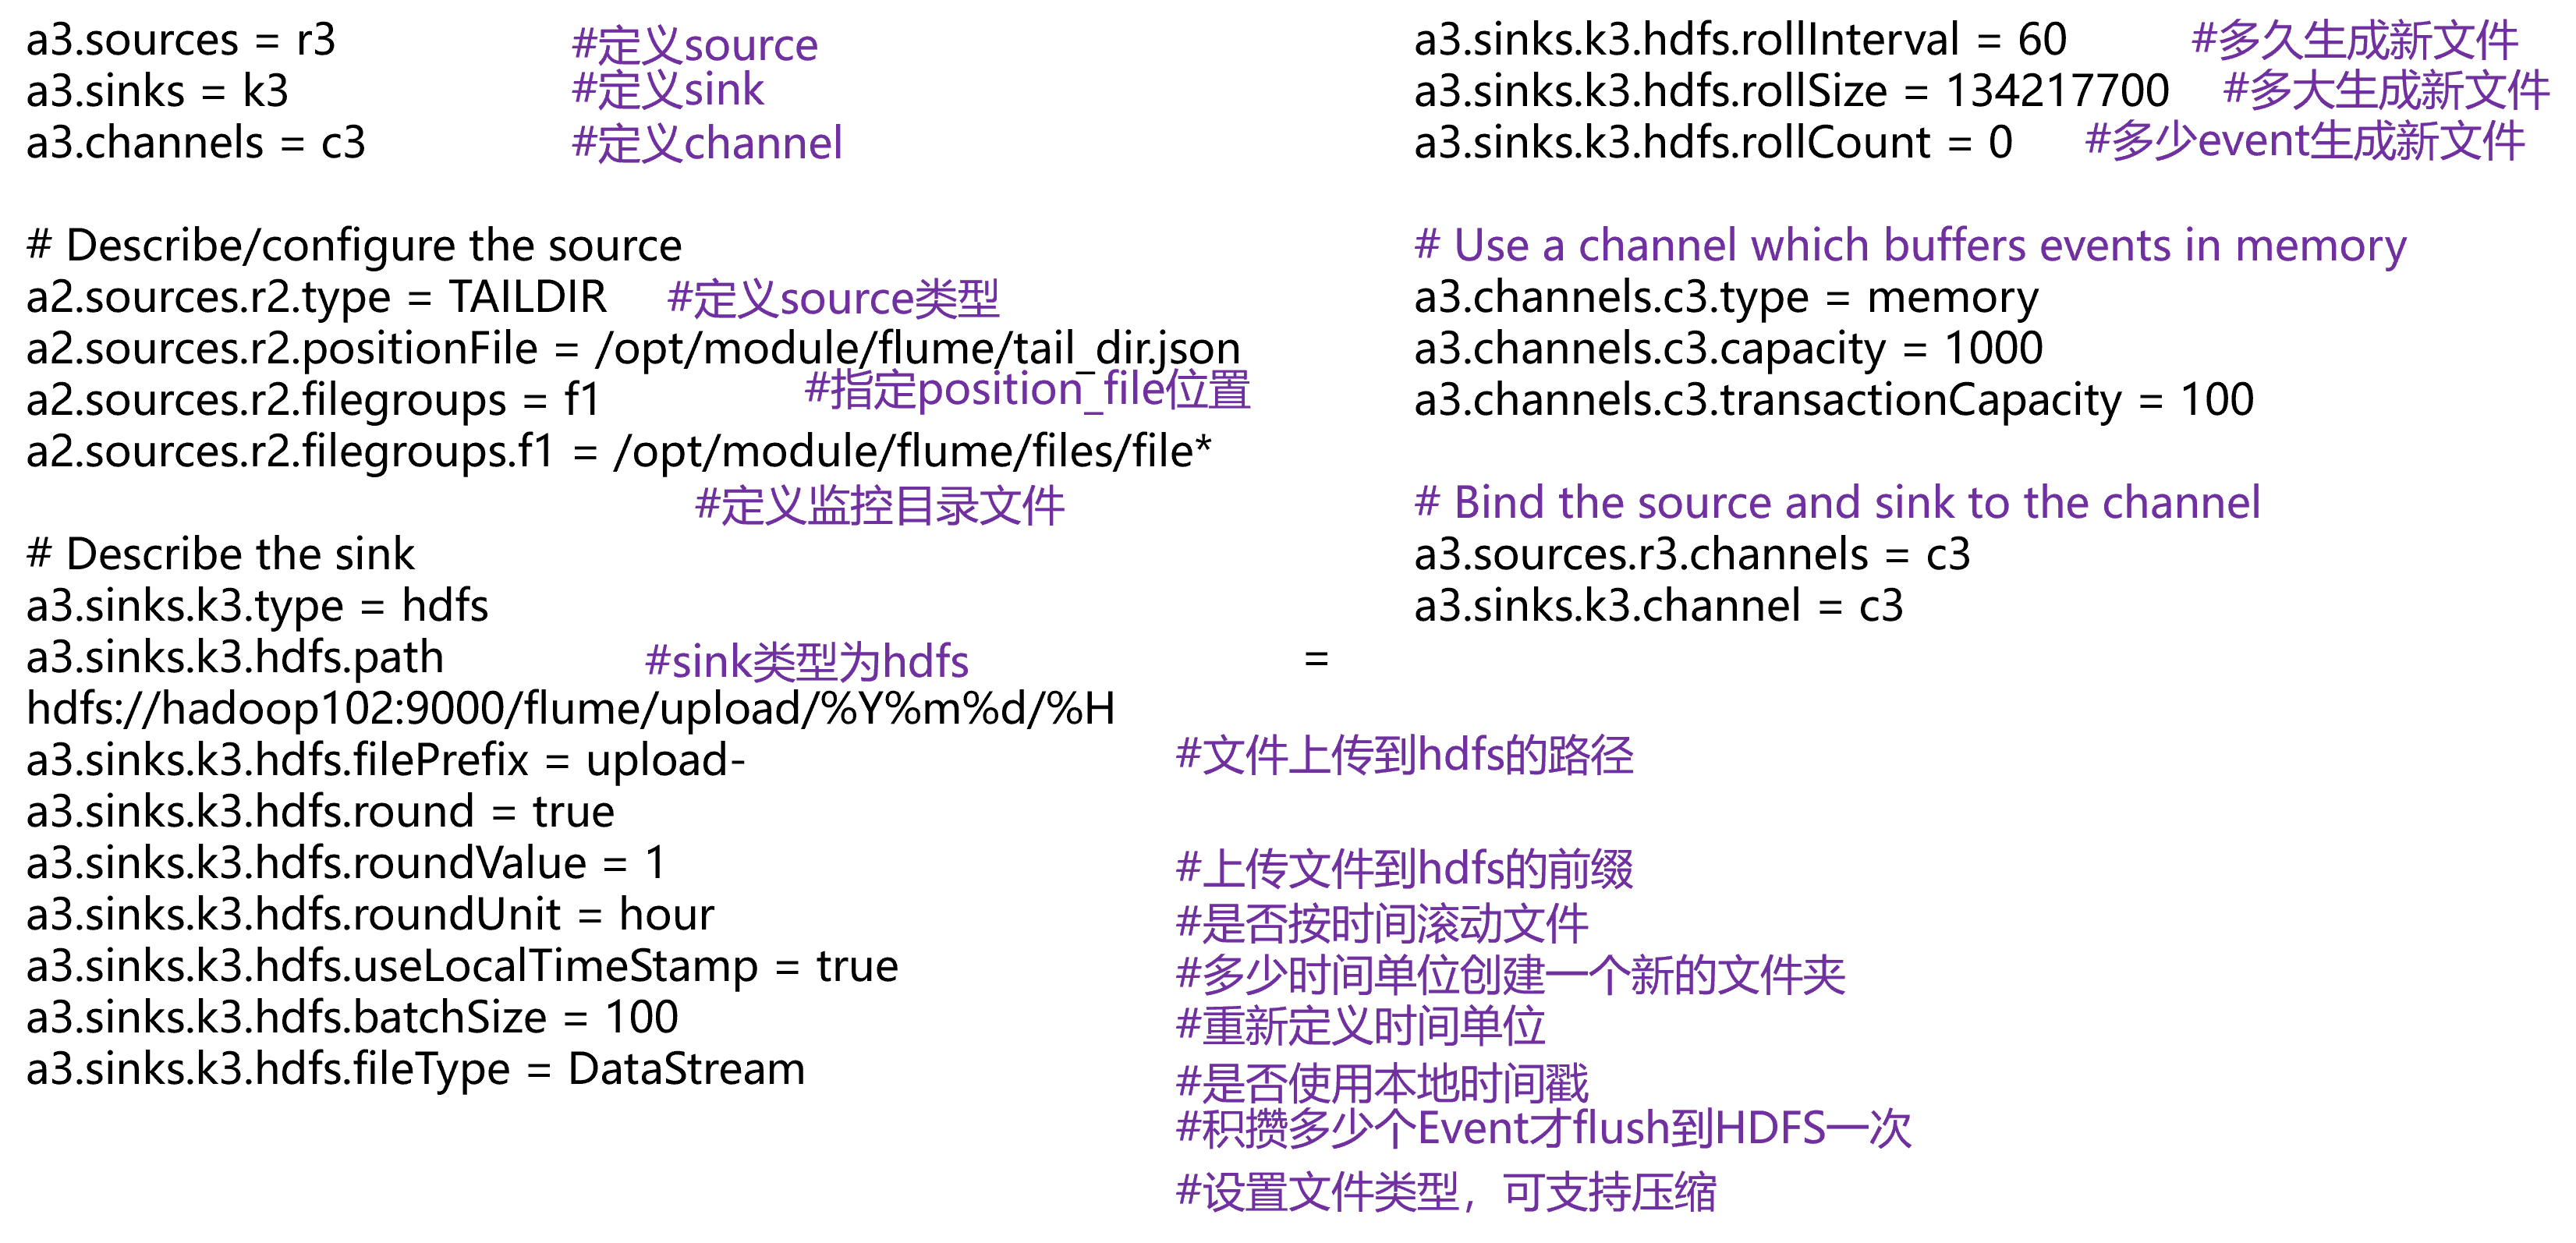 a3.sources = r3 #定义source
a3.sinks = k3 #定义sink
a3.channels = c3 #定义channel
# Describe/configure the source
a2.sources.r2.type = TAILDIR #定义source类型
a2.sources.r2.positionFile = /opt/module/flume/tail_dir.json
#指定position_file位置
a2.sources.r2.filegroups = f1
a2.sources.r2.filegroups.f1 = /opt/module/flume/files/file*
#定义监控目录文件
# Describe the sink
a3.sinks.k3.type = hdfs
a3.sinks.k3.hdfs.path #sink类型为hdfs =
hdfs://hadoop102:9000/flume/upload/%Y%m%d/%H
a3.sinks.k3.hdfs.filePrefix = upload-
a3.sinks.k3.hdfs.round = true
a3.sinks.k3.hdfs.roundValue = 1
a3.sinks.k3.hdfs.roundUnit = hour
a3.sinks.k3.hdfs.useLocalTimeStamp = true
a3.sinks.k3.hdfs.batchSize = 100
a3.sinks.k3.hdfs.fileType = DataStream
#文件上传到hdfs的路径
#上传文件到hdfs的前缀
#是否按时间滚动文件
#多少时间单位创建一个新的文件夹
#重新定义时间单位
#是否使用本地时间戳
#积攒多少个Event才flush到HDFS一次
#设置文件类型，可支持压缩
a3.sinks.k3.hdfs.rollInterval = 60 #多久生成新文件
a3.sinks.k3.hdfs.rollSize = 134217700 #多大生成新文件
a3.sinks.k3.hdfs.rollCount = 0 #多少event生成新文件
# Use a channel which buffers events in memory
a3.channels.c3.type = memory
a3.channels.c3.capacity = 1000
a3.channels.c3.transactionCapacity = 100
# Bind the source and sink to the channel
a3.sources.r3.channels = c3
a3.sinks.k3.channel = c3